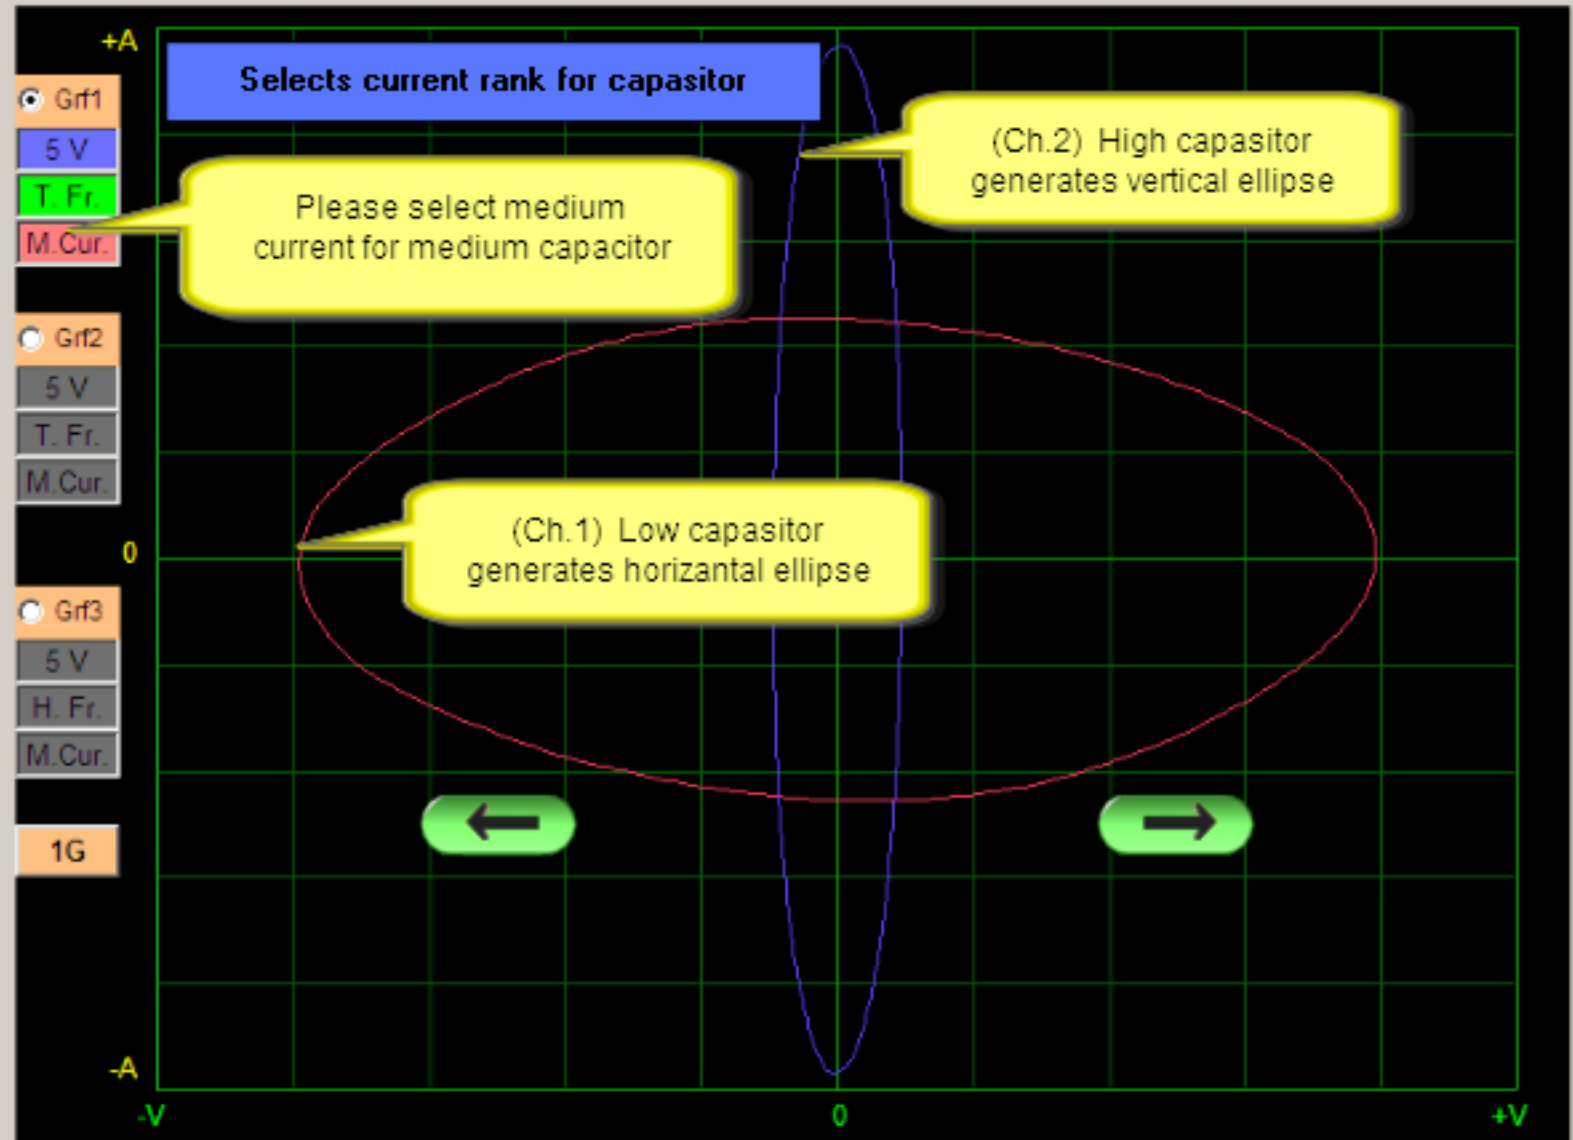 +A
Selects current rank for capasitor
Grf1
5 V
T. Fr.
M.Cur.
(Ch.2) High capasitor
generates vertical ellipse
Please select medium
current for medium capacitor
Grf2
5 V
T. Fr.
M.Cur.
0
(Ch.1) Low capasitor
generates horizantal ellipse
Grf3
5 V
H. Fr.
M.Cur.
1G
-A
-V
0
+V